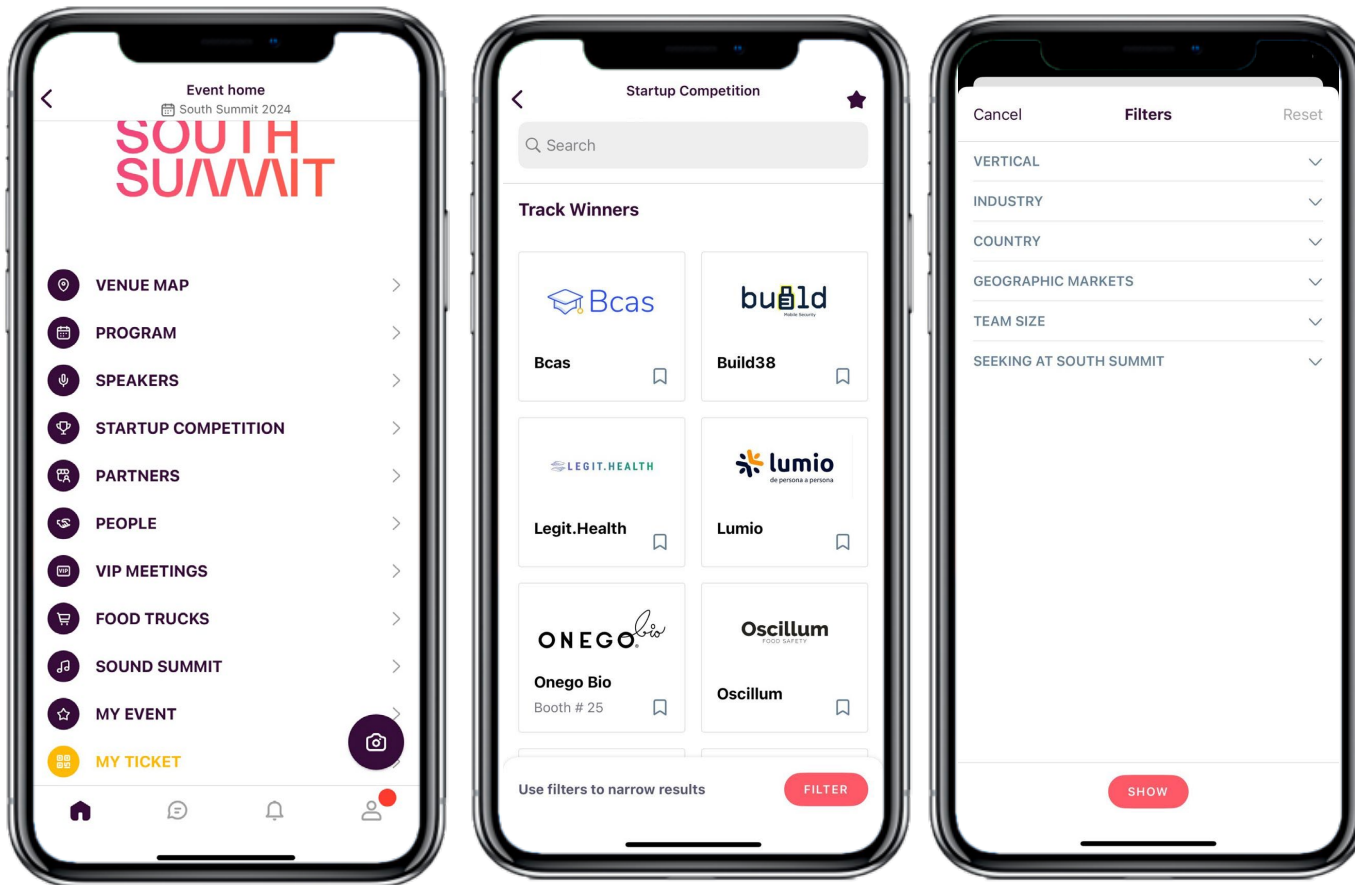 Event home
South Summit 2024
SOUTH
SUMMIT
VENUE MAP
PROGRAM
SPEAKERS
STARTUP COMPETITION
PARTNERS
PEOPLE
VIP
VIP MEETINGS
FOOD TRUCKS
SOUND SUMMIT
MY EVENT
MY TICKET
Startup Competition
Search
Track Winners
Bcas
Bcas
build
Mobile Security
Build38
LEGIT.HEALTH
Legit.Health
lumio
de persona a persona
Lumio
ONEGO bio
Onego Bio
Booth # 25
Oscillum
FOOD SAFETY
Oscillum
Use filters to narrow results
FILTER
Cancel
Filters
Reset
VERTICAL
INDUSTRY
COUNTRY
GEOGRAPHIC MARKETS
TEAM SIZE
SEEKING AT SOUTH SUMMIT
SHOW